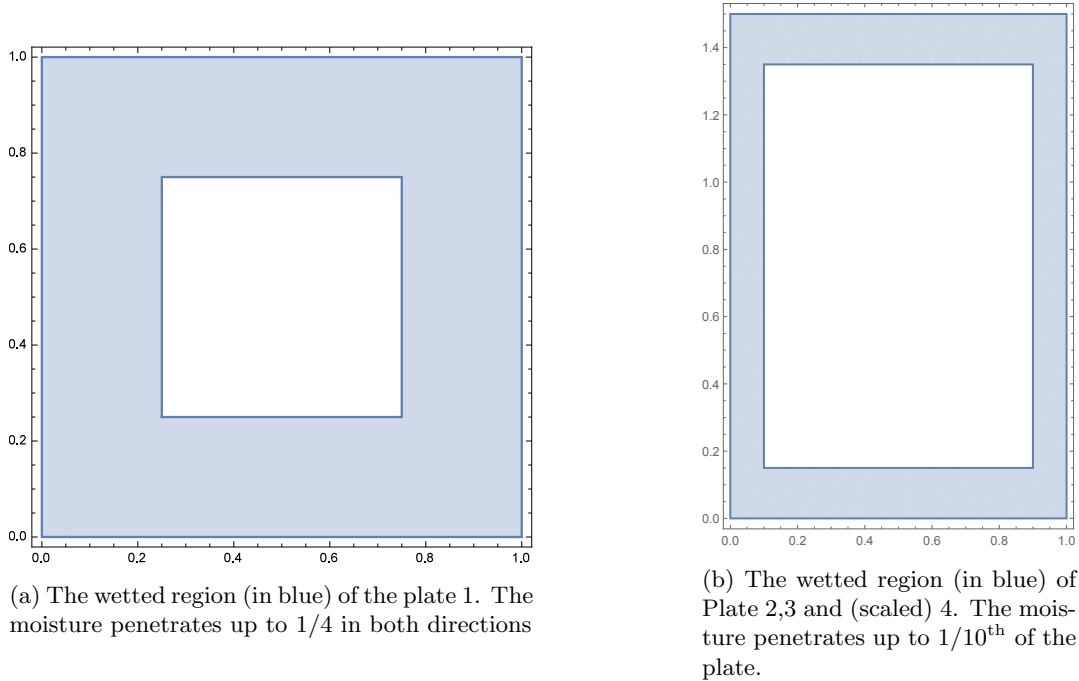 1.0
0.8
0.6
0.4
0.2
0.0
0.0 0.2 0.4 0.6 0.8 1.0
(a) The wetted region (in blue) of the plate 1. The
moisture penetrates up to 1/4 in both directions
1.4
1.2
1.0
0.8
0.6
0.4
0.2
0.0
0.0 0.2 0.4 0.6 0.8 1.0
(b) The wetted region (in blue) of
Plate 2,3 and (scaled) 4. The mois-
ture penetrates up to 1/10th of the
plate.